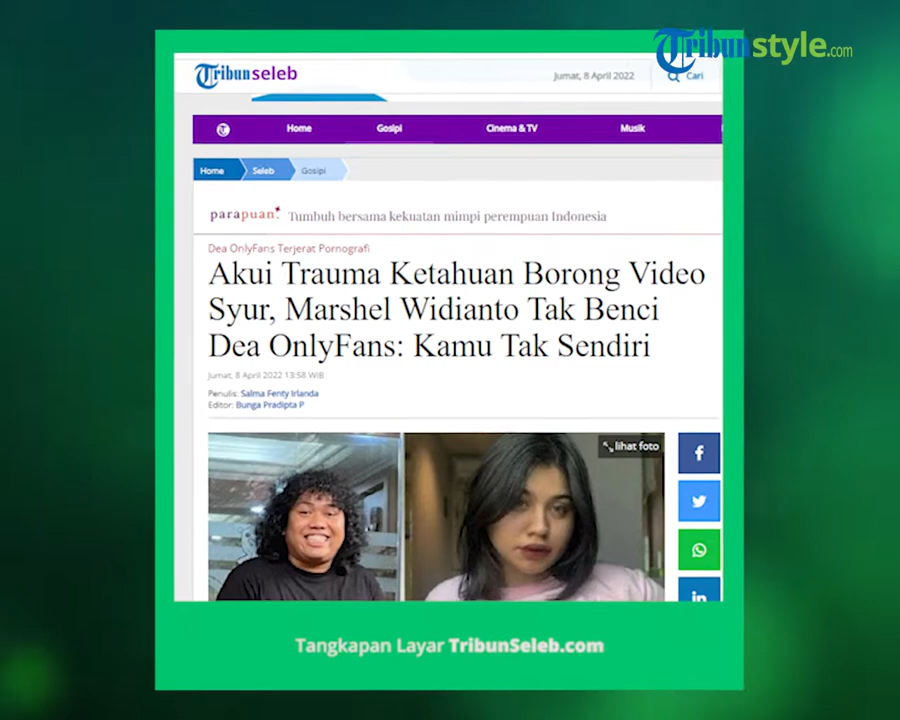 Tribunstyle.com
Tribunseleb
Jumat, 8 April 2022
Cari
Home
Gosipi
Cinema & TV
Musik
Home
Seleb
Gosipi
parapuan. Tumbuh bersama kekuatan mimpi perempuan Indonesia
Dea OnlyFans Terjerat Pornografi
Akui Trauma Ketahuan Borong Video
Syur, Marshel Widianto Tak Benci
Dea OnlyFans: Kamu Tak Sendiri
Jumat, 8 April 2022 13:58 WIB
Penulis: Salma Fenty Irlanda
Editor: Bunga Pradipta P
lihat foto
f
in
Tangkapan Layar TribunSeleb.com